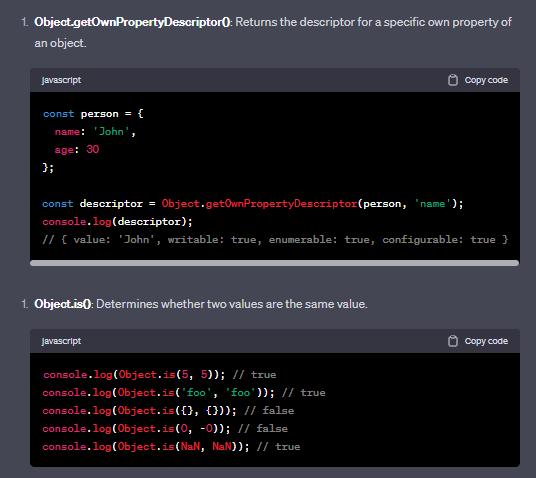 1. Object.getOwnPropertyDescriptor(): Returns the descriptor for a specific own property of
an object.
javascript Copy code
const person = {
  name: 'John',
  age: 30
};

const descriptor = Object.getOwnPropertyDescriptor(person, 'name');
console.log(descriptor);
// { value: 'John', writable: true, enumerable: true, configurable: true }
1. Object.is(): Determines whether two values are the same value.
javascript Copy code
console.log(Object.is(5, 5)); // true
console.log(Object.is('foo', 'foo')); // true
console.log(Object.is({}, {})); // false
console.log(Object.is(0, -0)); // false
console.log(Object.is(NaN, NaN)); // true